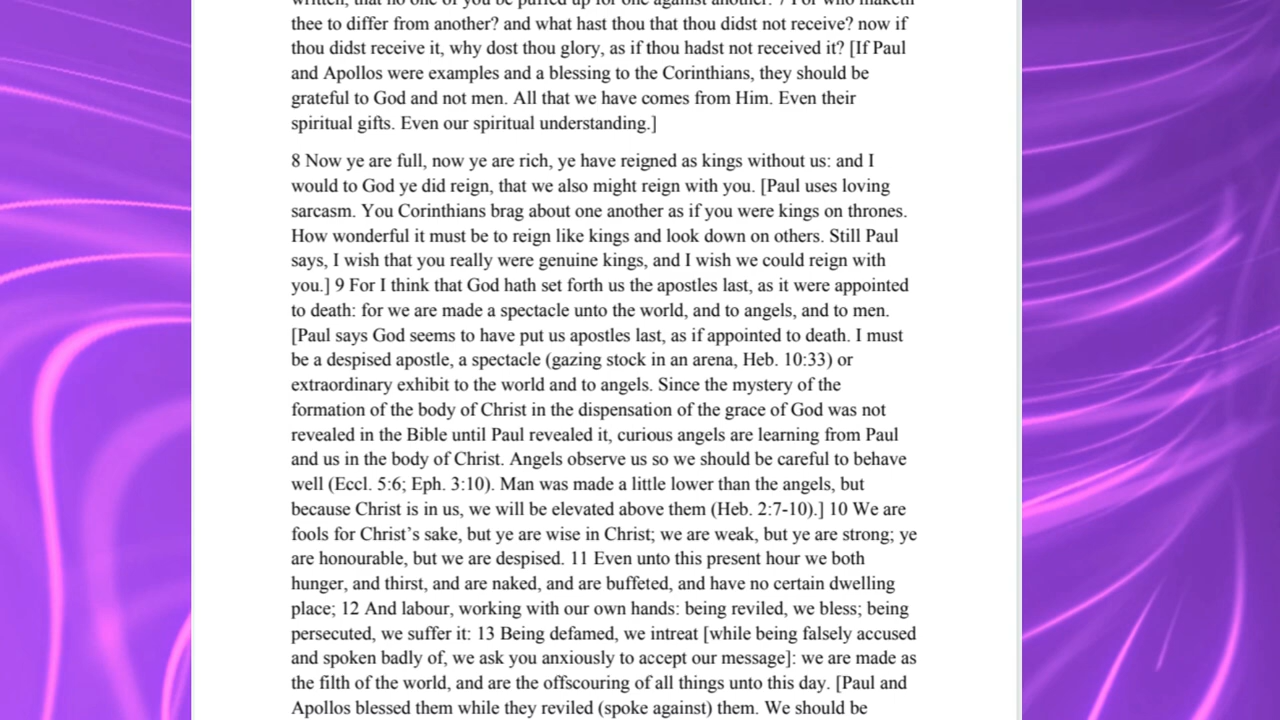 written, that no one of you be puffed up for one against another. 7 For who maketh
thee to differ from another? and what hast thou that thou didst not receive? now if
thou didst receive it, why dost thou glory, as if thou hadst not received it? [If Paul
and Apollos were examples and a blessing to the Corinthians, they should be
grateful to God and not men. All that we have comes from Him. Even their
spiritual gifts. Even our spiritual understanding.]
8 Now ye are full, now ye are rich, ye have reigned as kings without us: and I
would to God ye did reign, that we also might reign with you. [Paul uses loving
sarcasm. You Corinthians brag about one another as if you were kings on thrones.
How wonderful it must be to reign like kings and look down on others. Still Paul
says, I wish that you really were genuine kings, and I wish we could reign with
you.] 9 For I think that God hath set forth us the apostles last, as it were appointed
to death: for we are made a spectacle unto the world, and to angels, and to men.
[Paul says God seems to have put us apostles last, as if appointed to death. I must
be a despised apostle, a spectacle (gazing stock in an arena, Heb. 10:33) or
extraordinary exhibit to the world and to angels. Since the mystery of the
formation of the body of Christ in the dispensation of the grace of God was not
revealed in the Bible until Paul revealed it, curious angels are learning from Paul
and us in the body of Christ. Angels observe us so we should be careful to behave
well (Eccl. 5:6; Eph. 3:10). Man was made a little lower than the angels, but
because Christ is in us, we will be elevated above them (Heb. 2:7-10).] 10 We are
fools for Christ’s sake, but ye are wise in Christ; we are weak, but ye are strong; ye
are honourable, but we are despised. 11 Even unto this present hour we both
hunger, and thirst, and are naked, and are buffeted, and have no certain dwelling
place; 12 And labour, working with our own hands: being reviled, we bless; being
persecuted, we suffer it: 13 Being defamed, we intreat [while being falsely accused
and spoken badly of, we ask you anxiously to accept our message]: we are made as
the filth of the world, and are the offscouring of all things unto this day. [Paul and
Apollos blessed them while they reviled (spoke against) them. We should be